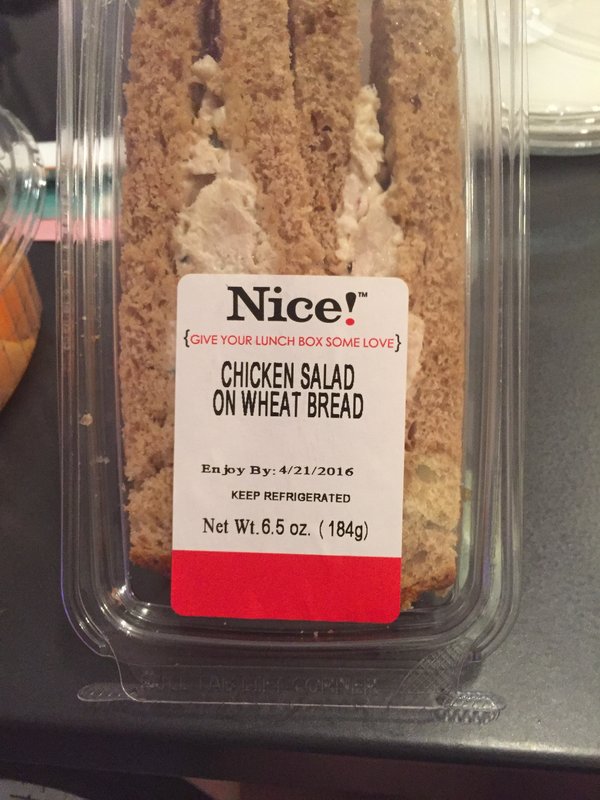 Nice!™
{GIVE YOUR LUNCH BOX SOME LOVE}
CHICKEN SALAD
ON WHEAT BREAD
Enjoy By: 4/21/2016
KEEP REFRIGERATED
Net Wt. 6.5 oz. (184g)